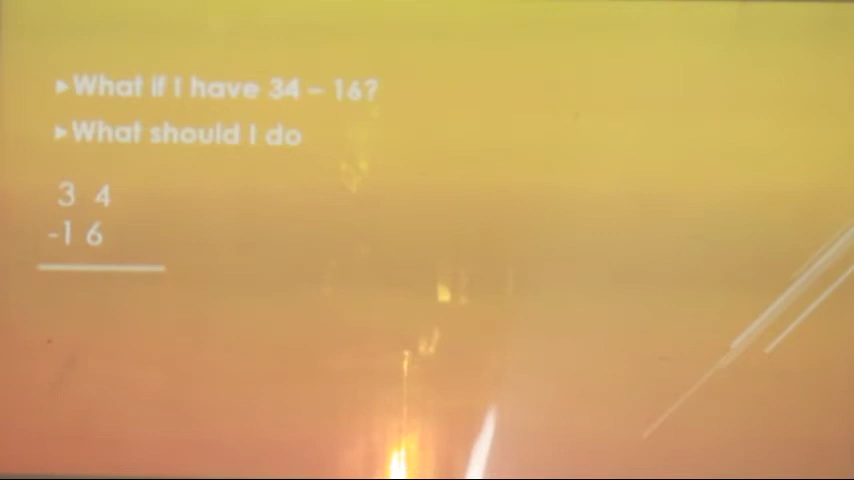 ▸What if I have 34 – 16?
▸What should I do
3 4
-1 6